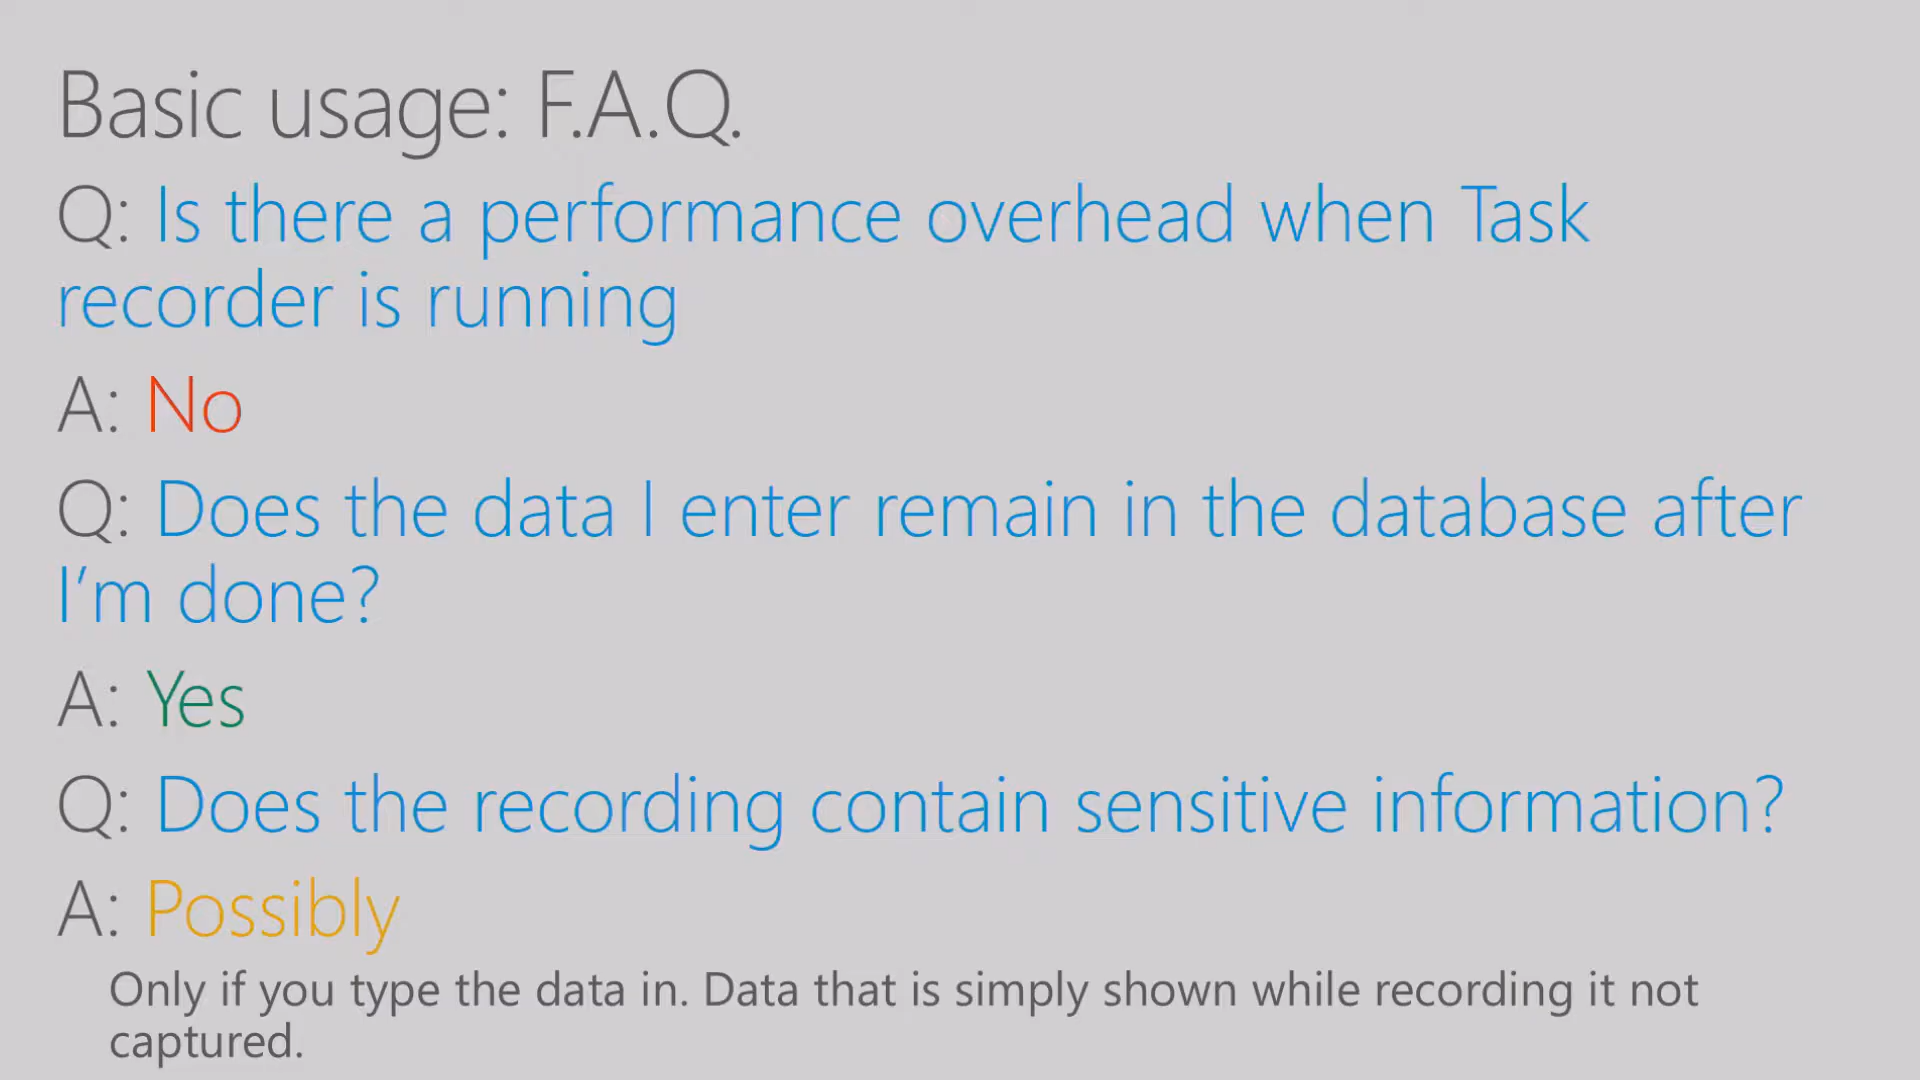 Basic usage: F.A.Q.
Q: Is there a performance overhead when Task
recorder is running
A: No
Q: Does the data I enter remain in the database after
I’m done?
A: Yes
Q: Does the recording contain sensitive information?
A: Possibly
Only if you type the data in. Data that is simply shown while recording it not
captured.